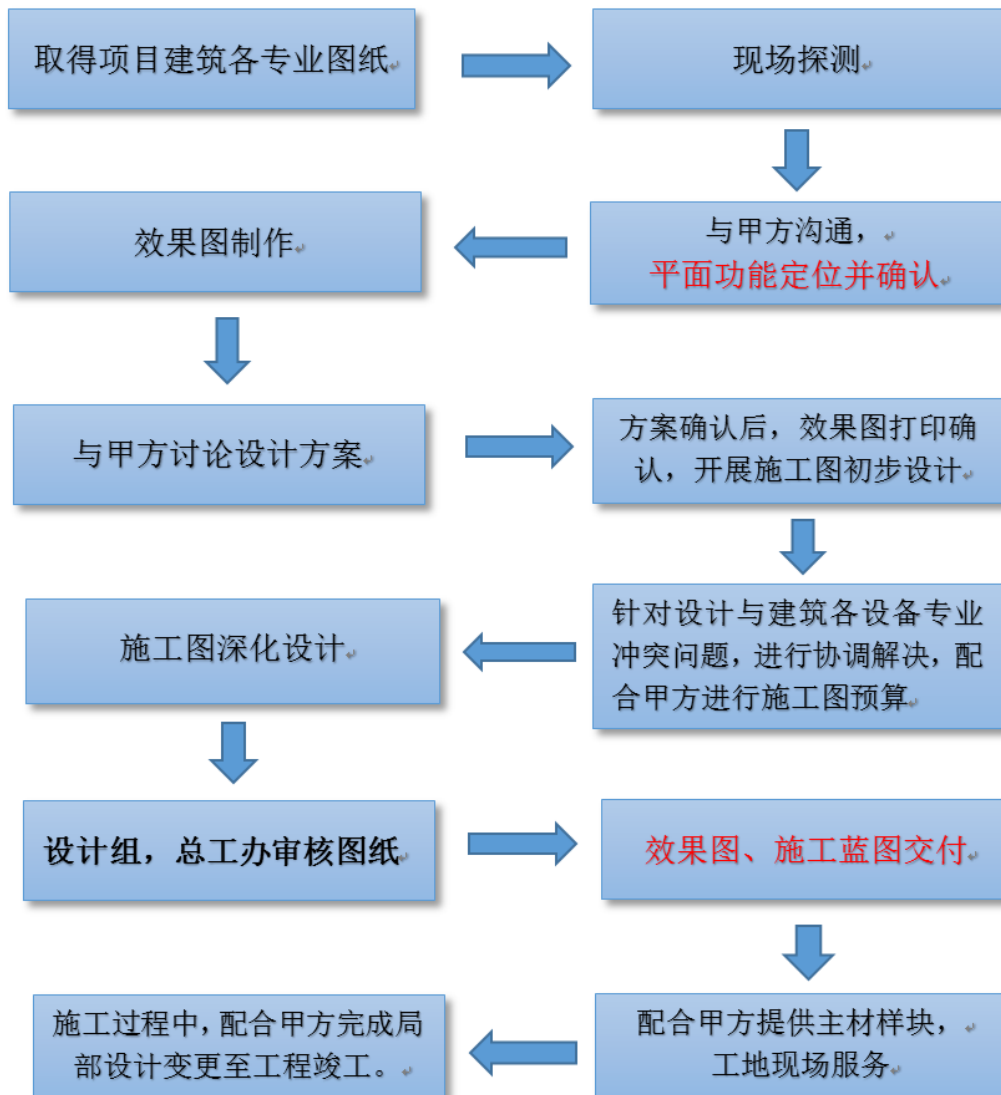 取得项目建筑各专业图纸
现场探测
与甲方沟通，
平面功能定位并确认
效果图制作
与甲方讨论设计方案
方案确认后，效果图打印确
认，开展施工图初步设计
针对设计与建筑各设备专业
冲突问题，进行协调解决，配
合甲方进行施工图预算
施工图深化设计
设计组，总工办审核图纸
效果图、施工蓝图交付
配合甲方提供主材样块，
工地现场服务
施工过程中，配合甲方完成局
部设计变更至工程竣工。